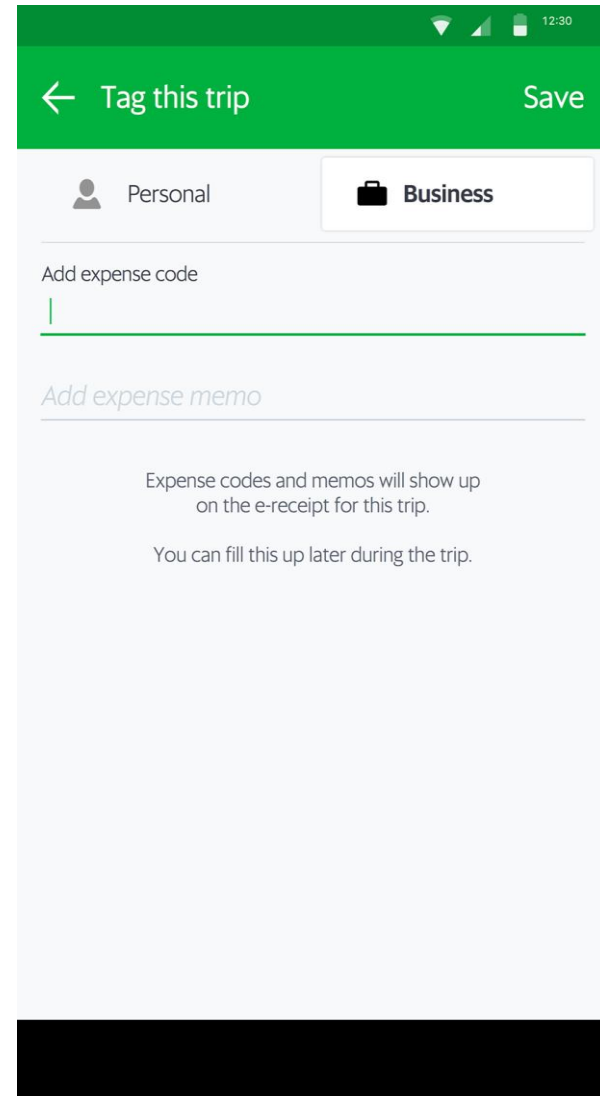 12:30
Tag this trip
Save
Personal
Business
Add expense code
Add expense memo
Expense codes and memos will show up
on the e-receipt for this trip.
You can fill this up later during the trip.